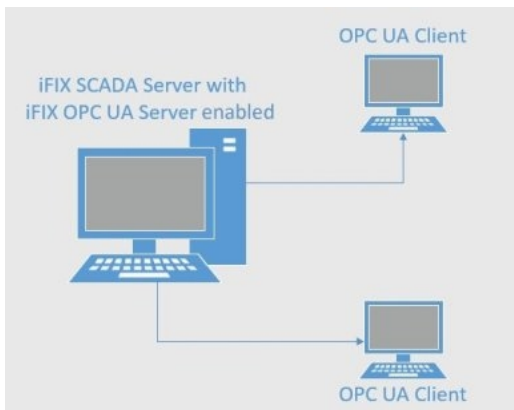 OPC UA Client
iFIX SCADA Server with
iFIX OPC UA Server enabled
OPC UA Client